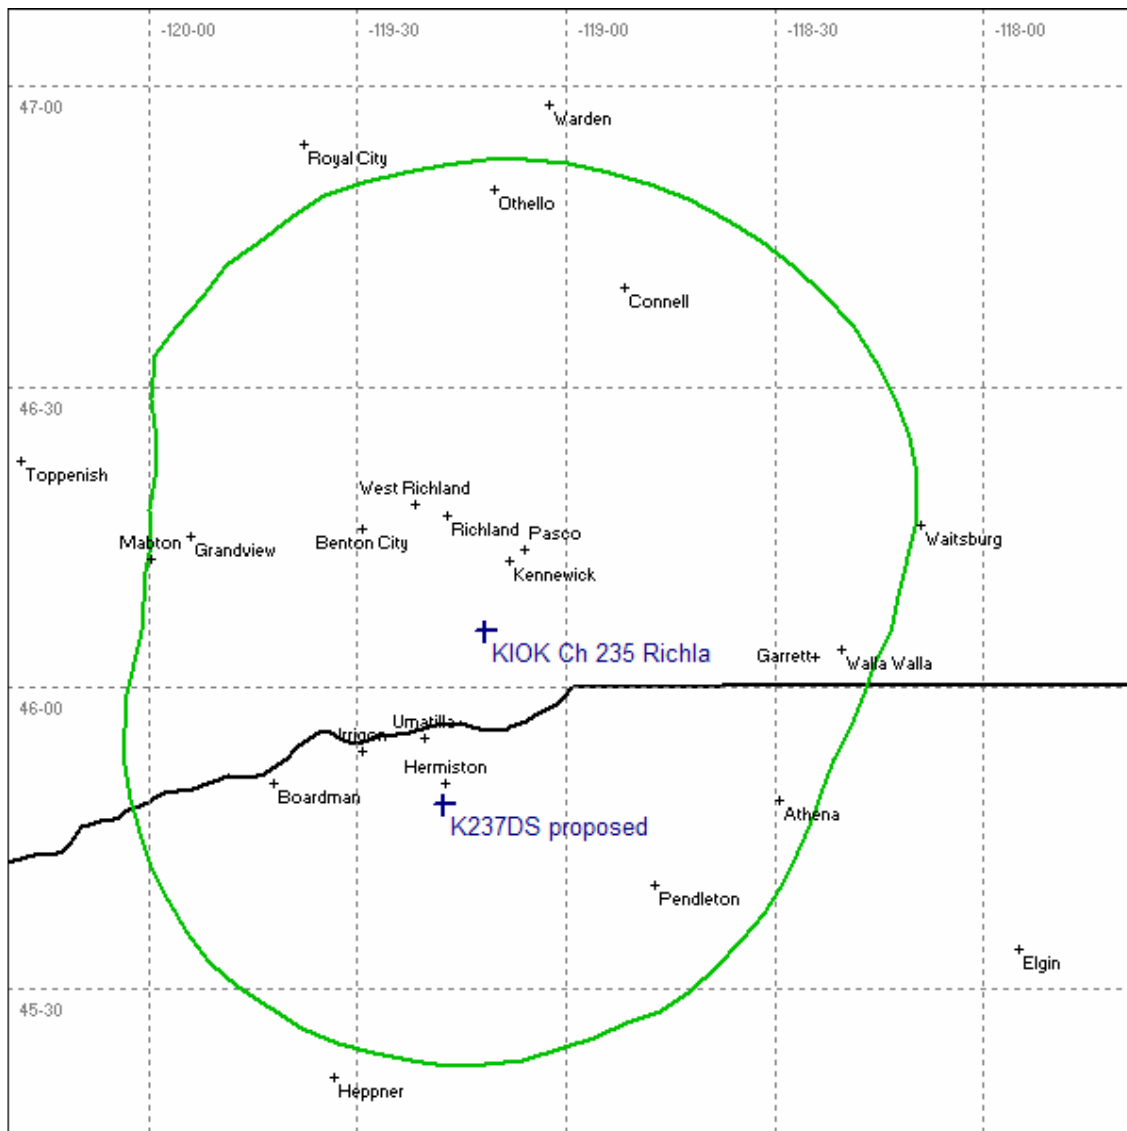 -120-00
-119-30
-119-00
-118-30
-118-00
47-00
Warden
Royal City
Othello
Connell
46-30
Toppenish
West Richland
Richland
Pasco
Mabton
Grandview
Benton City
Waitsburg
Kennewick
KIOK Ch 235 Richla
Garrett
Walla Walla
46-00
Umatilla
Irrigon
Hermiston
Boardman
Athena
K237DS proposed
Pendleton
Elgin
45-30
Heppner